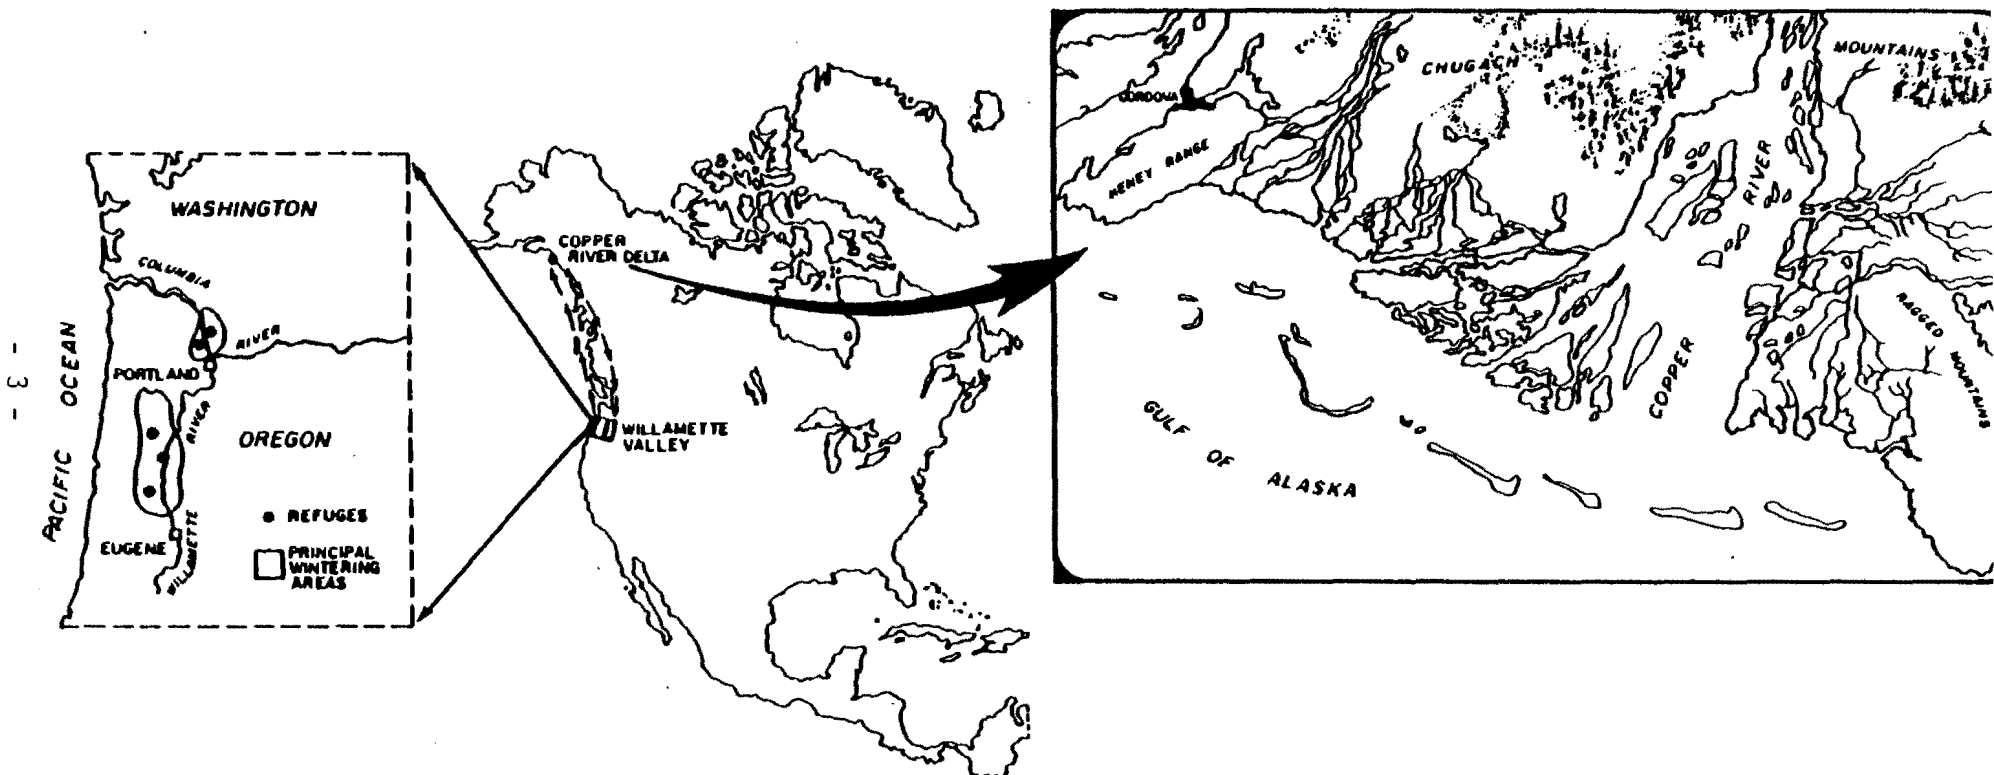 - 3 -
WASHINGTON
COLUMBIA
RIVER
PORTLAND
PACIFIC OCEAN
RIVER
OREGON
REFUGES
EUGENE
WILLAMETTE
PRINCIPAL
WINTERING
AREAS
COPPER
RIVER DELTA
WILLAMETTE
VALLEY
CHUGACH
MOUNTAINS
CORDOVA
HENEY RANGE
RIVER
COPPER
RAGGED MOUNTAINS
GULF OF ALASKA